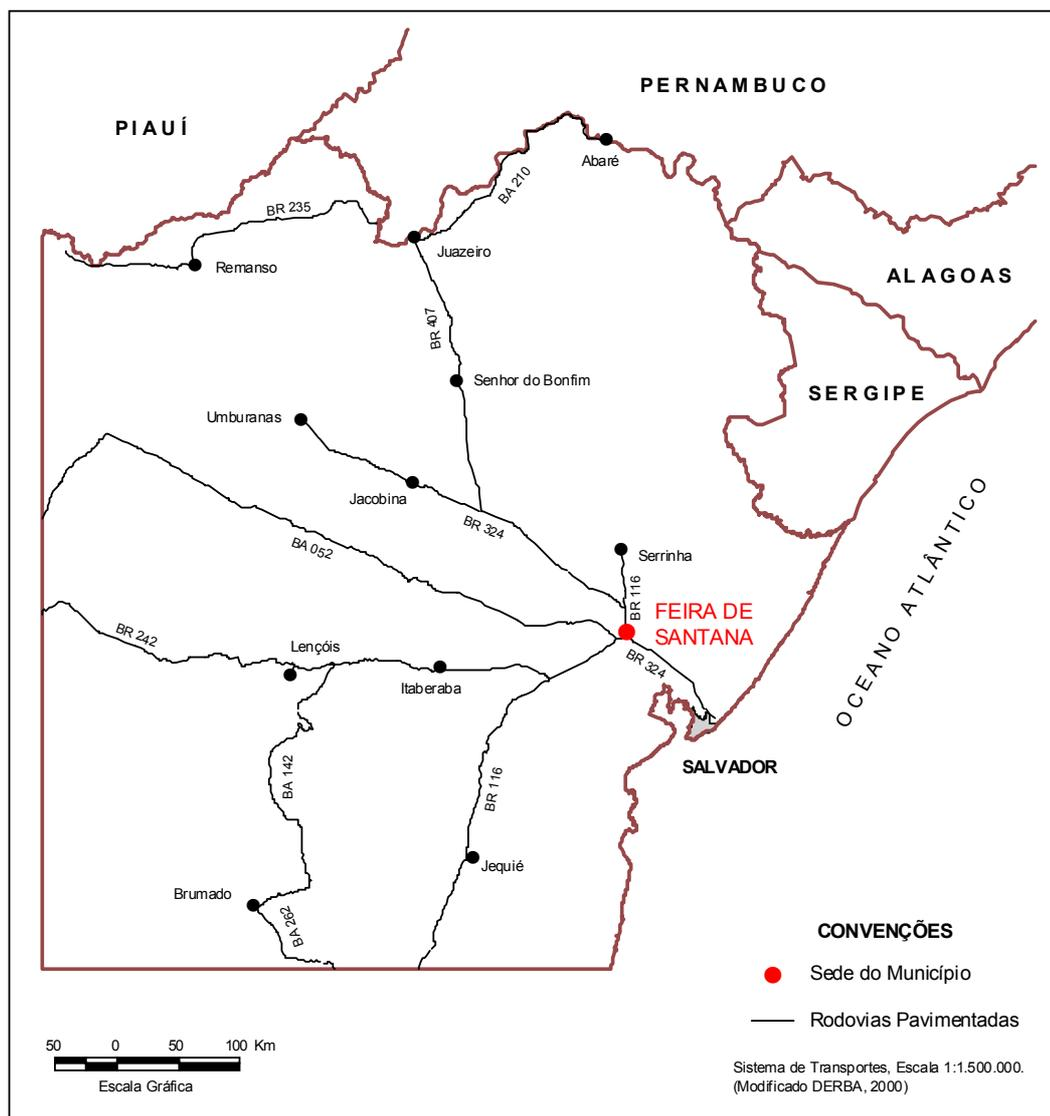 PERNAMBUCO
PIAUÍ
Abaré
BA 210
BR 235
Juazeiro
Remanso
ALAGOAS
BR 407
Senhor do Bonfim
SERGIPE
Umburanas
Jacobina
BR 324
OCEANO ATLÂNTICO
BA 052
Serrinha
BR 116
FEIRA DE
SANTANA
BR 242
Lençóis
BR 324
Itaberaba
SALVADOR
BA 142
BR 116
Jequié
Brumado
BA 262
CONVENÇÕES
Sede do Município
Rodovias Pavimentadas
50 0 50 100 Km
Escala Gráfica
Sistema de Transportes, Escala 1:1.500.000.
(Modificado DERBA, 2000)